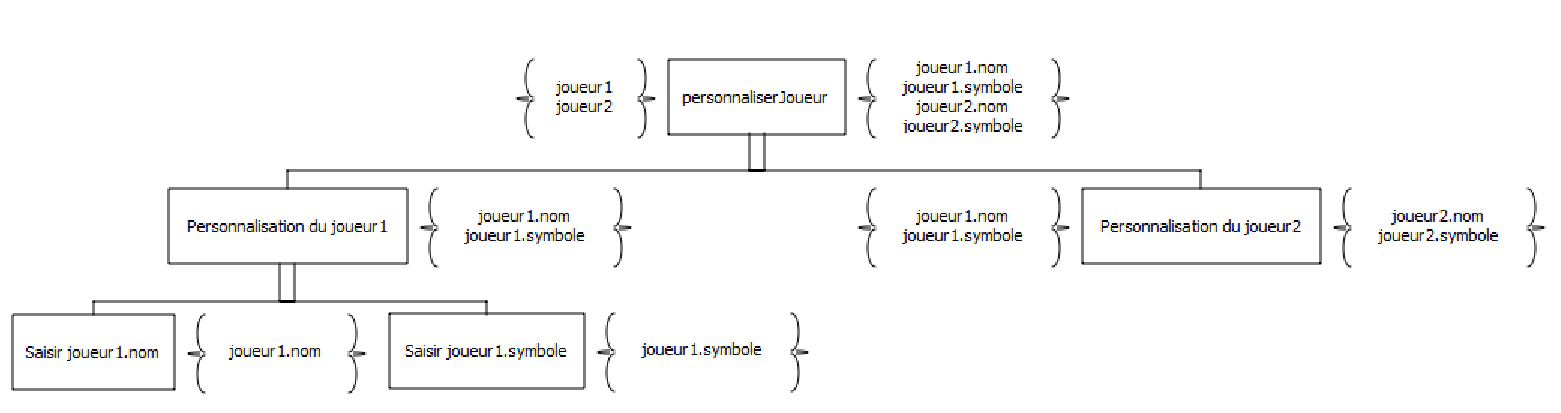 joueur1
joueur2
personnaliserJoueur
joueur1.nom
joueur1.symbole
joueur2.nom
joueur2.symbole
Personnalisation du joueur1
joueur1.nom
joueur1.symbole
joueur1.nom
joueur1.symbole
Personnalisation du joueur2
joueur2.nom
joueur2.symbole
Saisir joueur1.nom
joueur1.nom
Saisir joueur1.symbole
joueur1.symbole